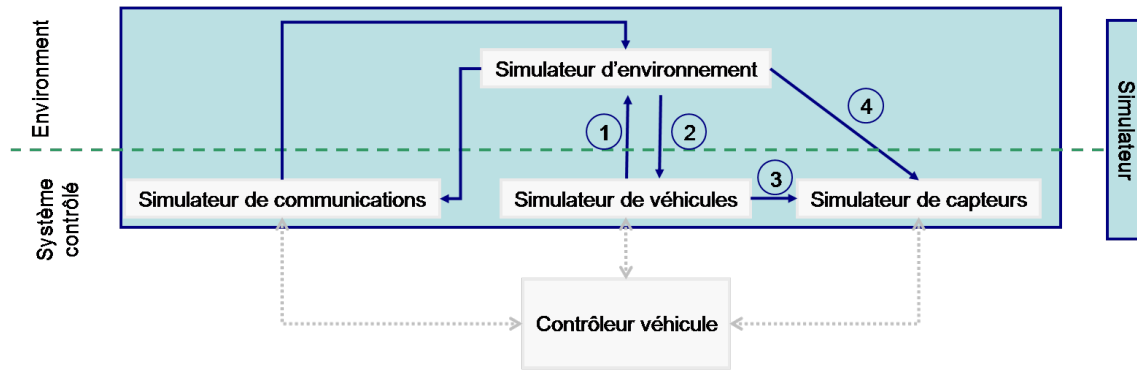 Environment
Simulateur d'environnement
4
1
2
Simulateur
3
Simulateur de communications
Simulateur de véhicules
Simulateur de capteurs
Système
contrôlé
Contrôleur véhicule